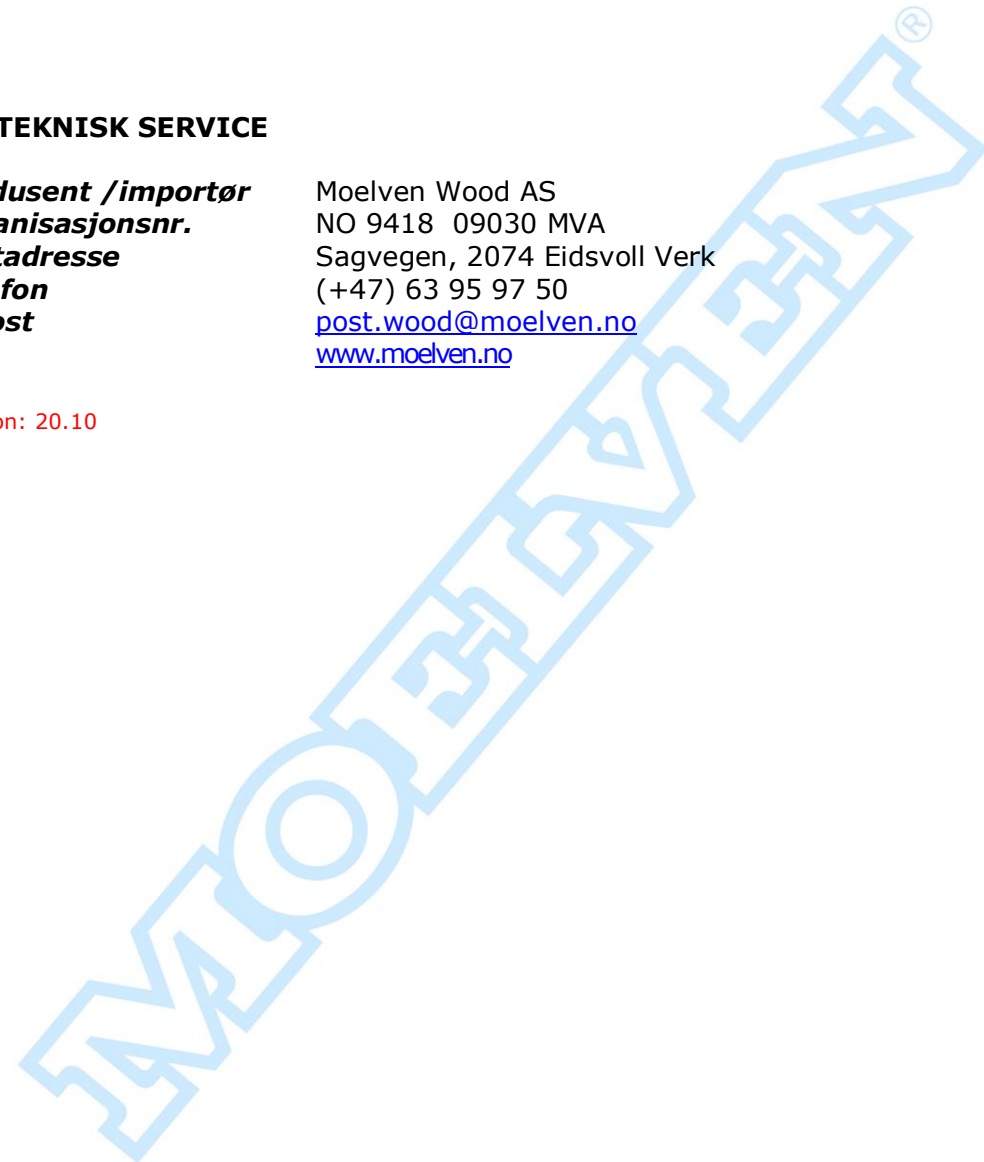 TEKNISK SERVICE
dusent /importør Moelven Wood AS
anisasjonsnr. NO 9418 09030 MVA
tadresse Sagvegen, 2074 Eidsvoll Verk
fon (+47) 63 95 97 50
ost post.wood@moelven.no
www.moelven.no
on: 20.10
MOELVEN®